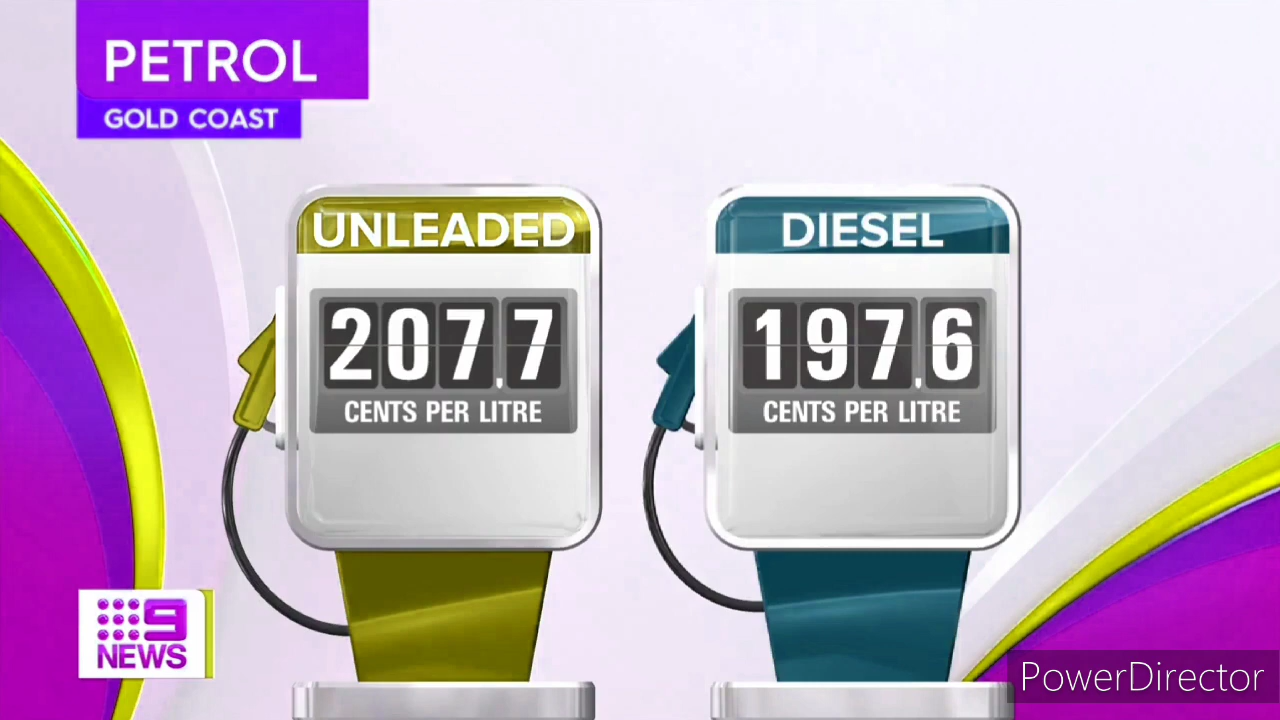 PETROL
GOLD COAST
UNLEADED
207.7
CENTS PER LITRE
DIESEL
197.6
CENTS PER LITRE
9
NEWS
PowerDirector